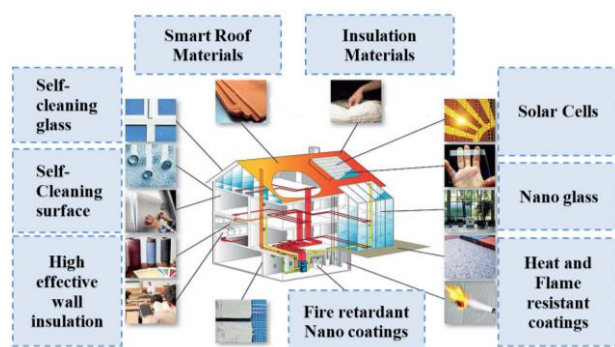 Smart Roof
Materials
Insulation
Materials
Self-
cleaning
glass
Solar Cells
Self-
Cleaning
surface
Nano glass
High
effective
wall
insulation
Fire retardant
Nano coatings
Heat and
Flame
resistant
coatings